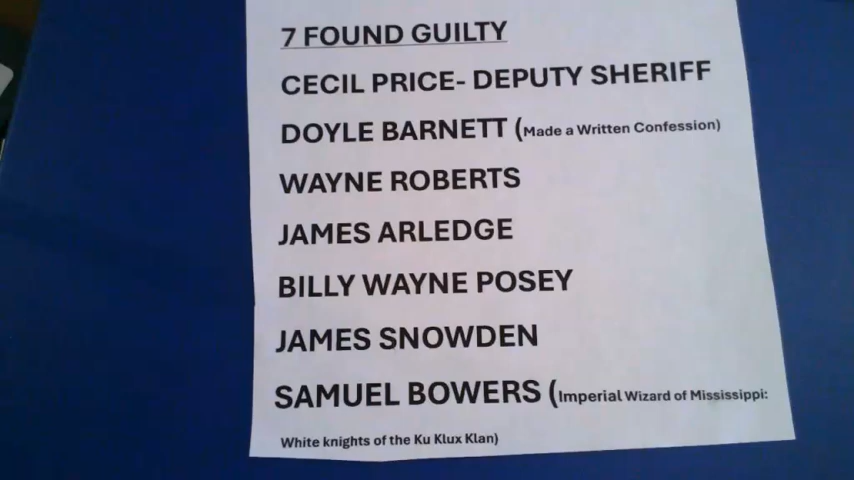 7 FOUND GUILTY
CECIL PRICE- DEPUTY SHERIFF
DOYLE BARNETT (Made a Written Confession)
WAYNE ROBERTS
JAMES ARLEDGE
BILLY WAYNE POSEY
JAMES SNOWDEN
SAMUEL BOWERS (Imperial Wizard of Mississippi:
White knights of the Ku Klux Klan)